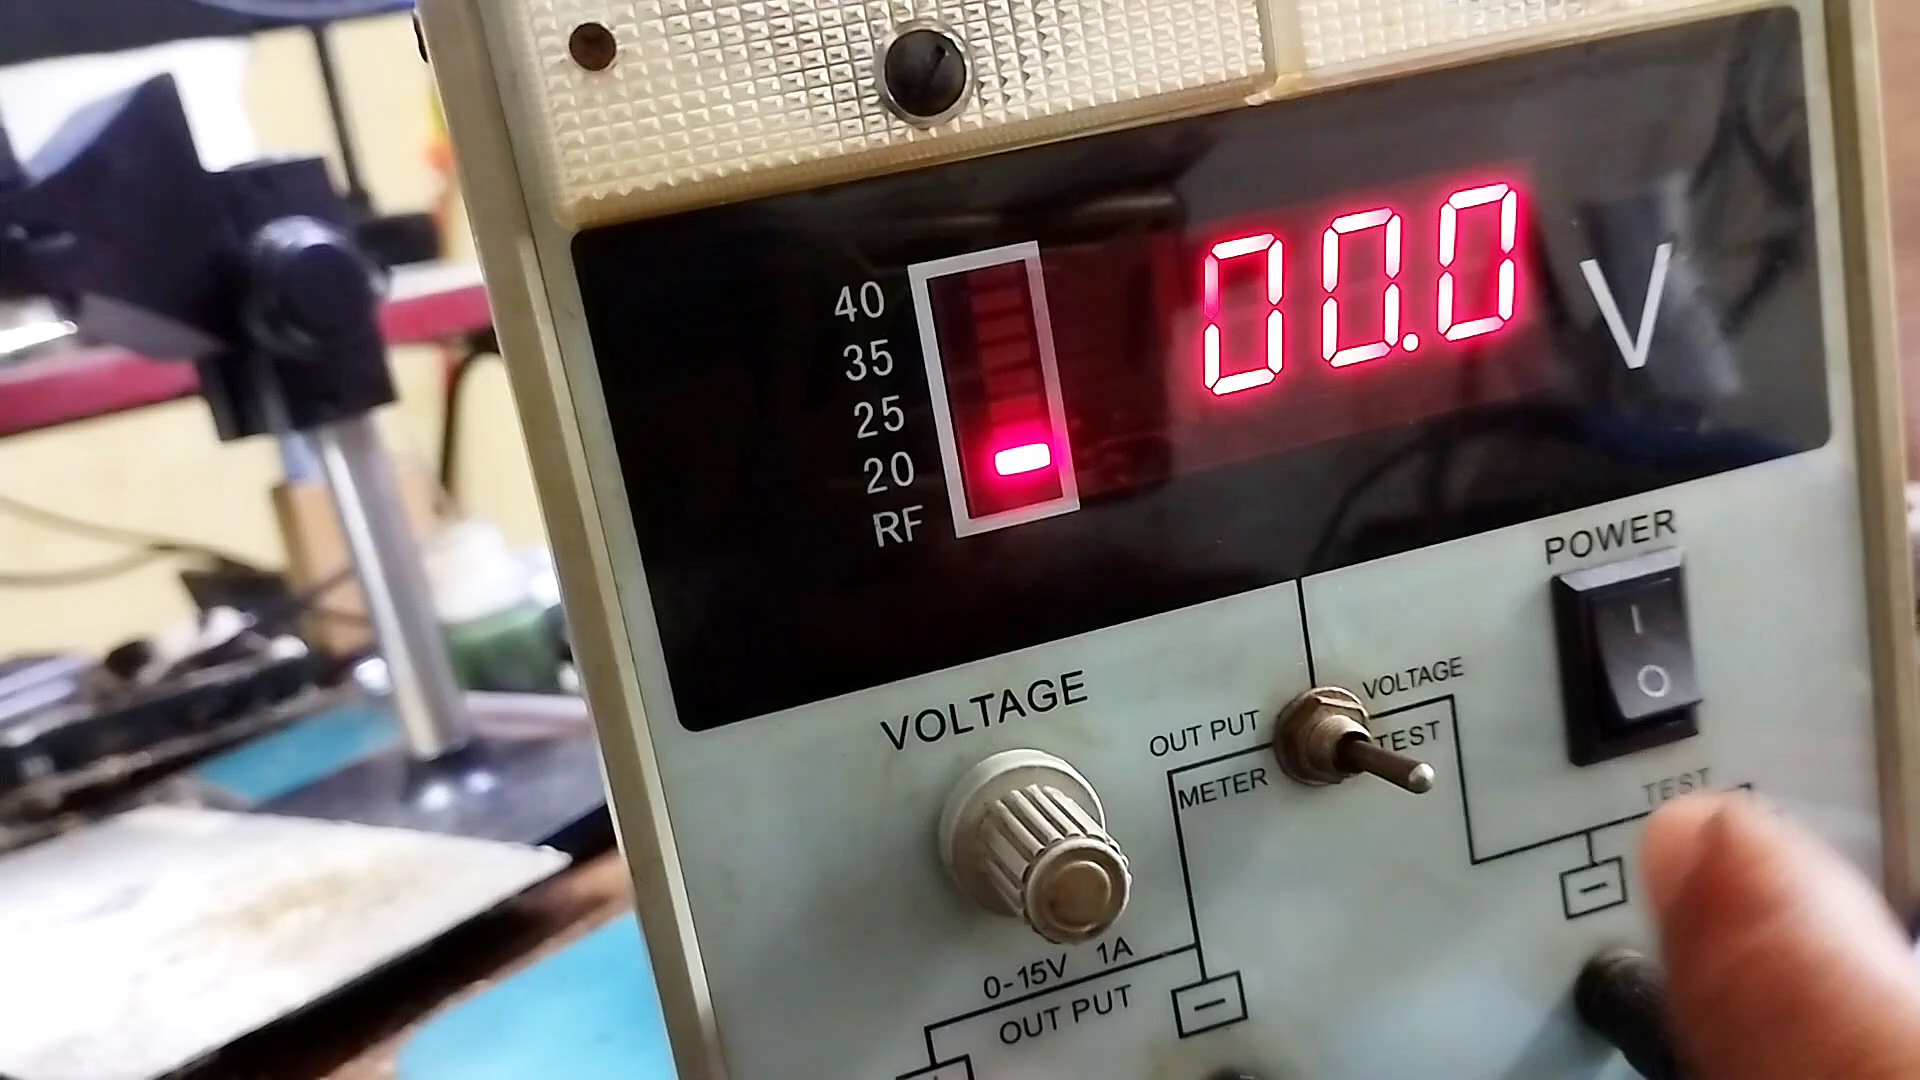 40
35
25
20
RF
00.0 V
POWER
I
O
VOLTAGE
OUT PUT
METER
VOLTAGE
TEST
TEST
-
0-15V 1A
OUT PUT
-